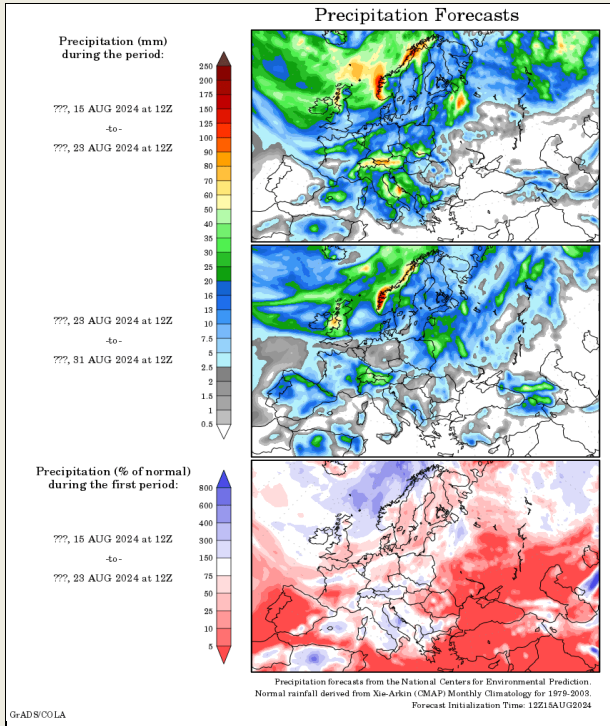 Precipitation Forecasts
Precipitation (mm)
during the period:
???, 15 AUG 2024 at 12Z
-to-
???, 23 AUG 2024 at 12Z
250
200
175
150
125
100
90
80
70
60
50
40
35
30
25
20
16
13
10
7.5
5
2.5
2
1.5
1
0.5
???, 23 AUG 2024 at 12Z
-to-
???, 31 AUG 2024 at 12Z
Precipitation (% of normal)
during the first period:
???, 15 AUG 2024 at 12Z
-to-
???, 23 AUG 2024 at 12Z
800
600
400
300
150
75
50
25
10
5
Precipitation forecasts from the National Centers for Environmental Prediction.
Normal rainfall derived from Xie-Arkin (CMAP) Monthly Climatology for 1979-2003.
Forecast Initialization Time: 12Z15AUG2024
GrADS/COLA